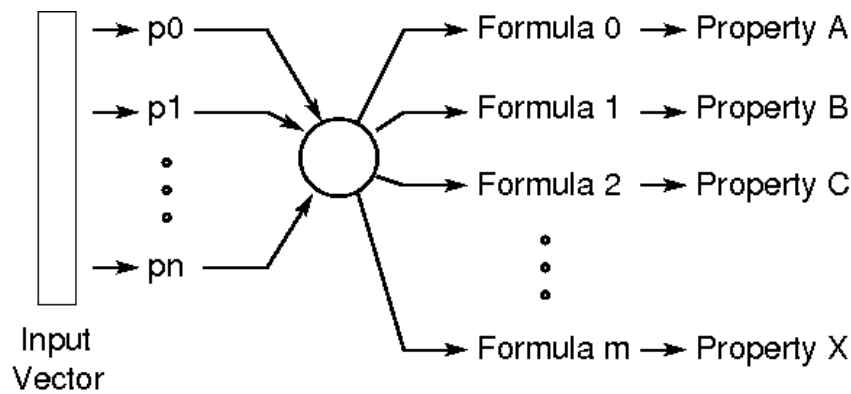 p0 Formula 0 Property A
p1 Formula 1 Property B
Formula 2 Property C
pn
Formula m Property X
Input
Vector